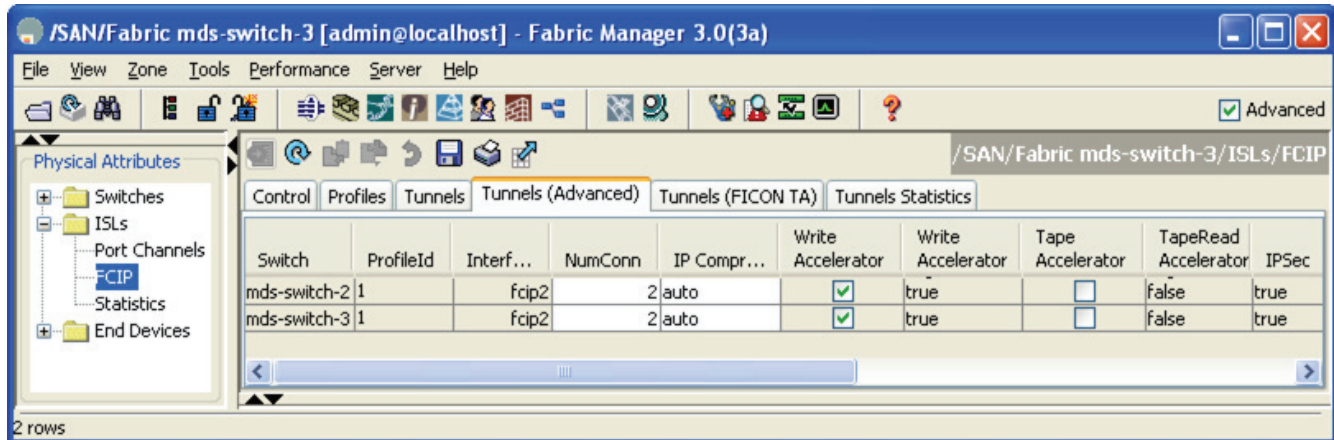 /SAN/Fabric mds-switch-3 [admin@localhost] - Fabric Manager 3.0(3a)
File View Zone Tools Performance Server Help
Advanced
Physical Attributes
/SAN/Fabric mds-switch-3/ISLs/FCIP
Switches
ISLs
Port Channels
FCIP
Statistics
End Devices
Control Profiles Tunnels Tunnels (Advanced) Tunnels (FICON TA) Tunnels Statistics
Switch ProfileId Interf... NumConn IP Compr... Write Accelerator Write Accelerator Tape Accelerator TapeRead Accelerator IPSec
mds-switch-2 1 fcip2 2 auto true false true
mds-switch-3 1 fcip2 2 auto true false true
2 rows